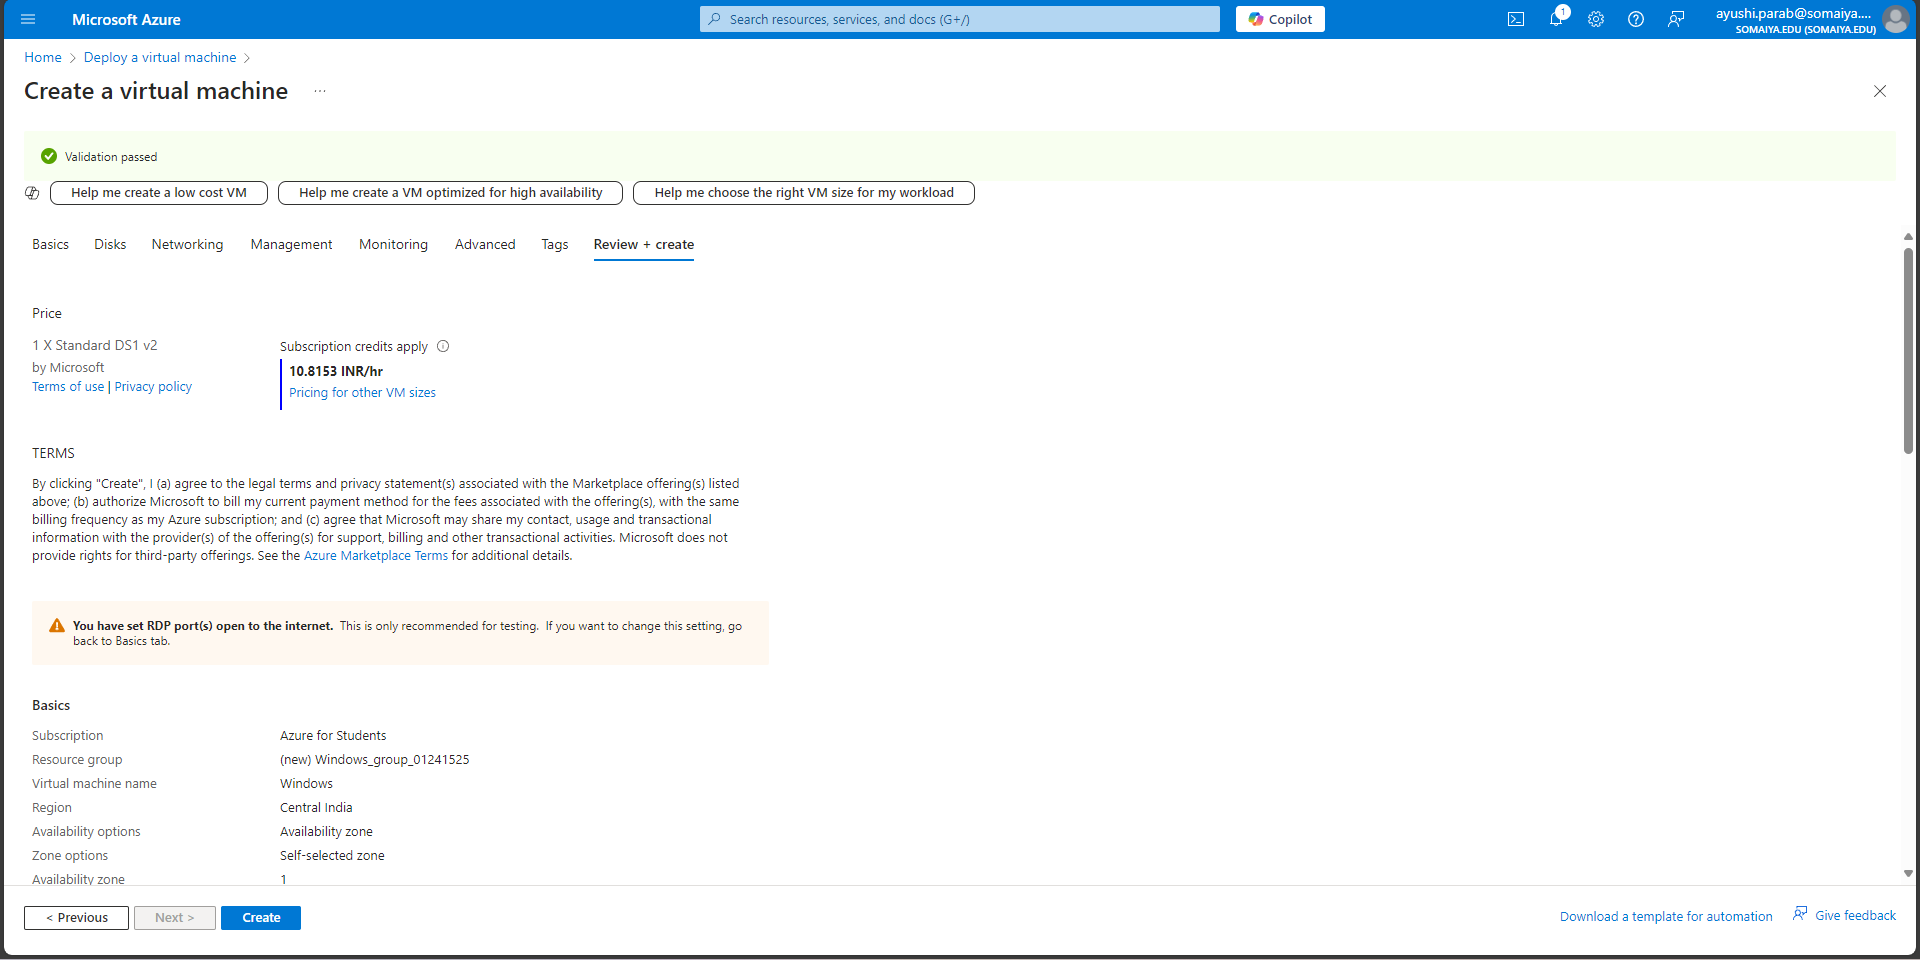 Microsoft Azure
Search resources, services, and docs (G+/)
Copilot
1
ayushi.parab@somaiya....
SOMAIYA.EDU (SOMAIYA.EDU)
Home > Deploy a virtual machine >
Create a virtual machine ...
Validation passed
Help me create a low cost VM
Help me create a VM optimized for high availability
Help me choose the right VM size for my workload
Basics
Disks
Networking
Management
Monitoring
Advanced
Tags
Review + create
Price
1 X Standard DS1 v2
by Microsoft
Terms of use | Privacy policy
Subscription credits apply
10.8153 INR/hr
Pricing for other VM sizes
TERMS
By clicking "Create", I (a) agree to the legal terms and privacy statement(s) associated with the Marketplace offering(s) listed
above; (b) authorize Microsoft to bill my current payment method for the fees associated with the offering(s), with the same
billing frequency as my Azure subscription; and (c) agree that Microsoft may share my contact, usage and transactional
information with the provider(s) of the offering(s) for support, billing and other transactional activities. Microsoft does not
provide rights for third-party offerings. See the Azure Marketplace Terms for additional details.
You have set RDP port(s) open to the internet. This is only recommended for testing. If you want to change this setting, go
back to Basics tab.
Basics
Subscription Azure for Students
Resource group (new) Windows_group_01241525
Virtual machine name Windows
Region Central India
Availability options Availability zone
Zone options Self-selected zone
Availability zone 1
< Previous
Next >
Create
Download a template for automation
Give feedback